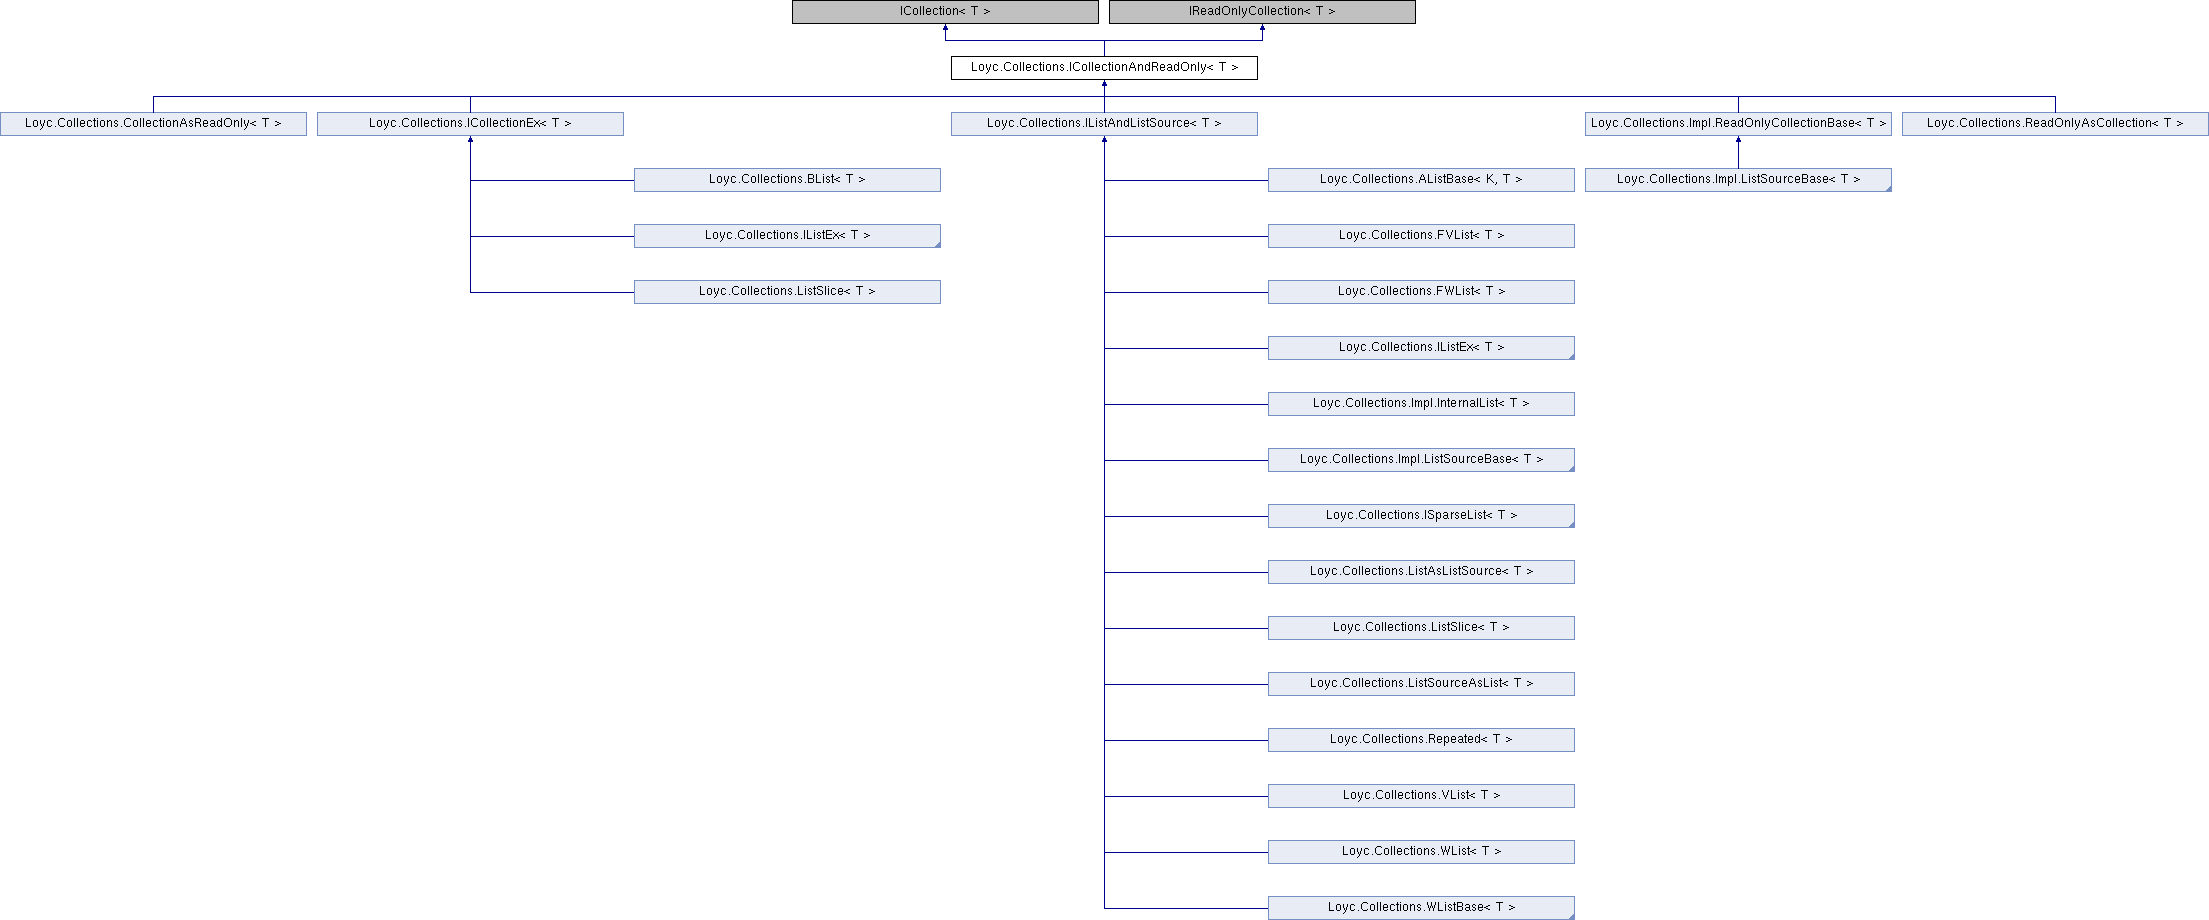 ICollection< T >
IReadOnlyCollection< T >
Loyc.Collections.ICollectionAndReadOnly< T >
Loyc.Collections.CollectionAsReadOnly< T >
Loyc.Collections.ICollectionEx< T >
Loyc.Collections.IListAndListSource< T >
Loyc.Collections.Impl.ReadOnlyCollectionBase< T >
Loyc.Collections.ReadOnlyAsCollection< T >
Loyc.Collections.BList< T >
Loyc.Collections.AListBase< K, T >
Loyc.Collections.Impl.ListSourceBase< T >
Loyc.Collections.IListEx< T >
Loyc.Collections.FVList< T >
Loyc.Collections.ListSlice< T >
Loyc.Collections.FWList< T >
Loyc.Collections.IListEx< T >
Loyc.Collections.Impl.InternalList< T >
Loyc.Collections.Impl.ListSourceBase< T >
Loyc.Collections.ISparseList< T >
Loyc.Collections.ListAsListSource< T >
Loyc.Collections.ListSlice< T >
Loyc.Collections.ListSourceAsList< T >
Loyc.Collections.Repeated< T >
Loyc.Collections.VList< T >
Loyc.Collections.WList< T >
Loyc.Collections.WListBase< T >